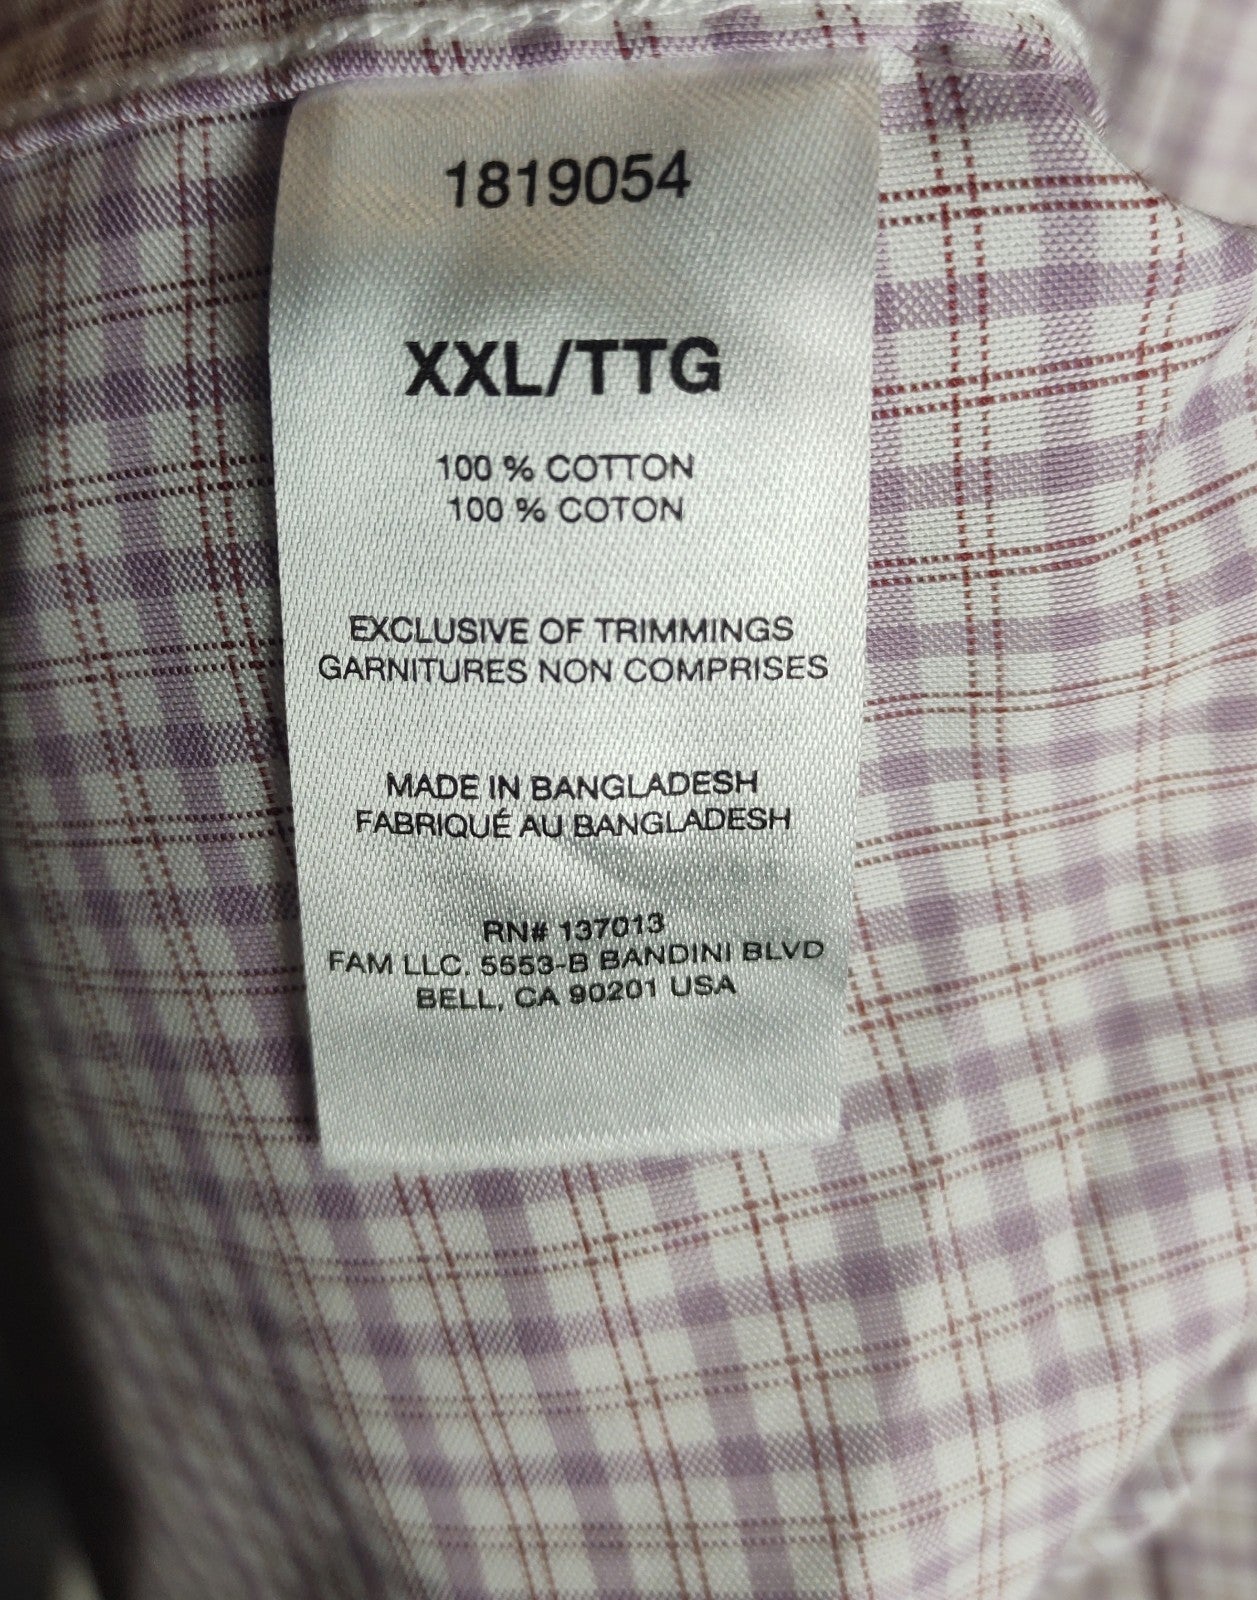 1819054
XXL/TTG
100 % COTTON
100 % COTON
EXCLUSIVE OF TRIMMINGS
GARNITURES NON COMPRISES
MADE IN BANGLADESH
FABRIQUÉ AU BANGLADESH
RN# 137013
FAM LLC. 5553-B BANDINI BLVD
BELL, CA 90201 USA